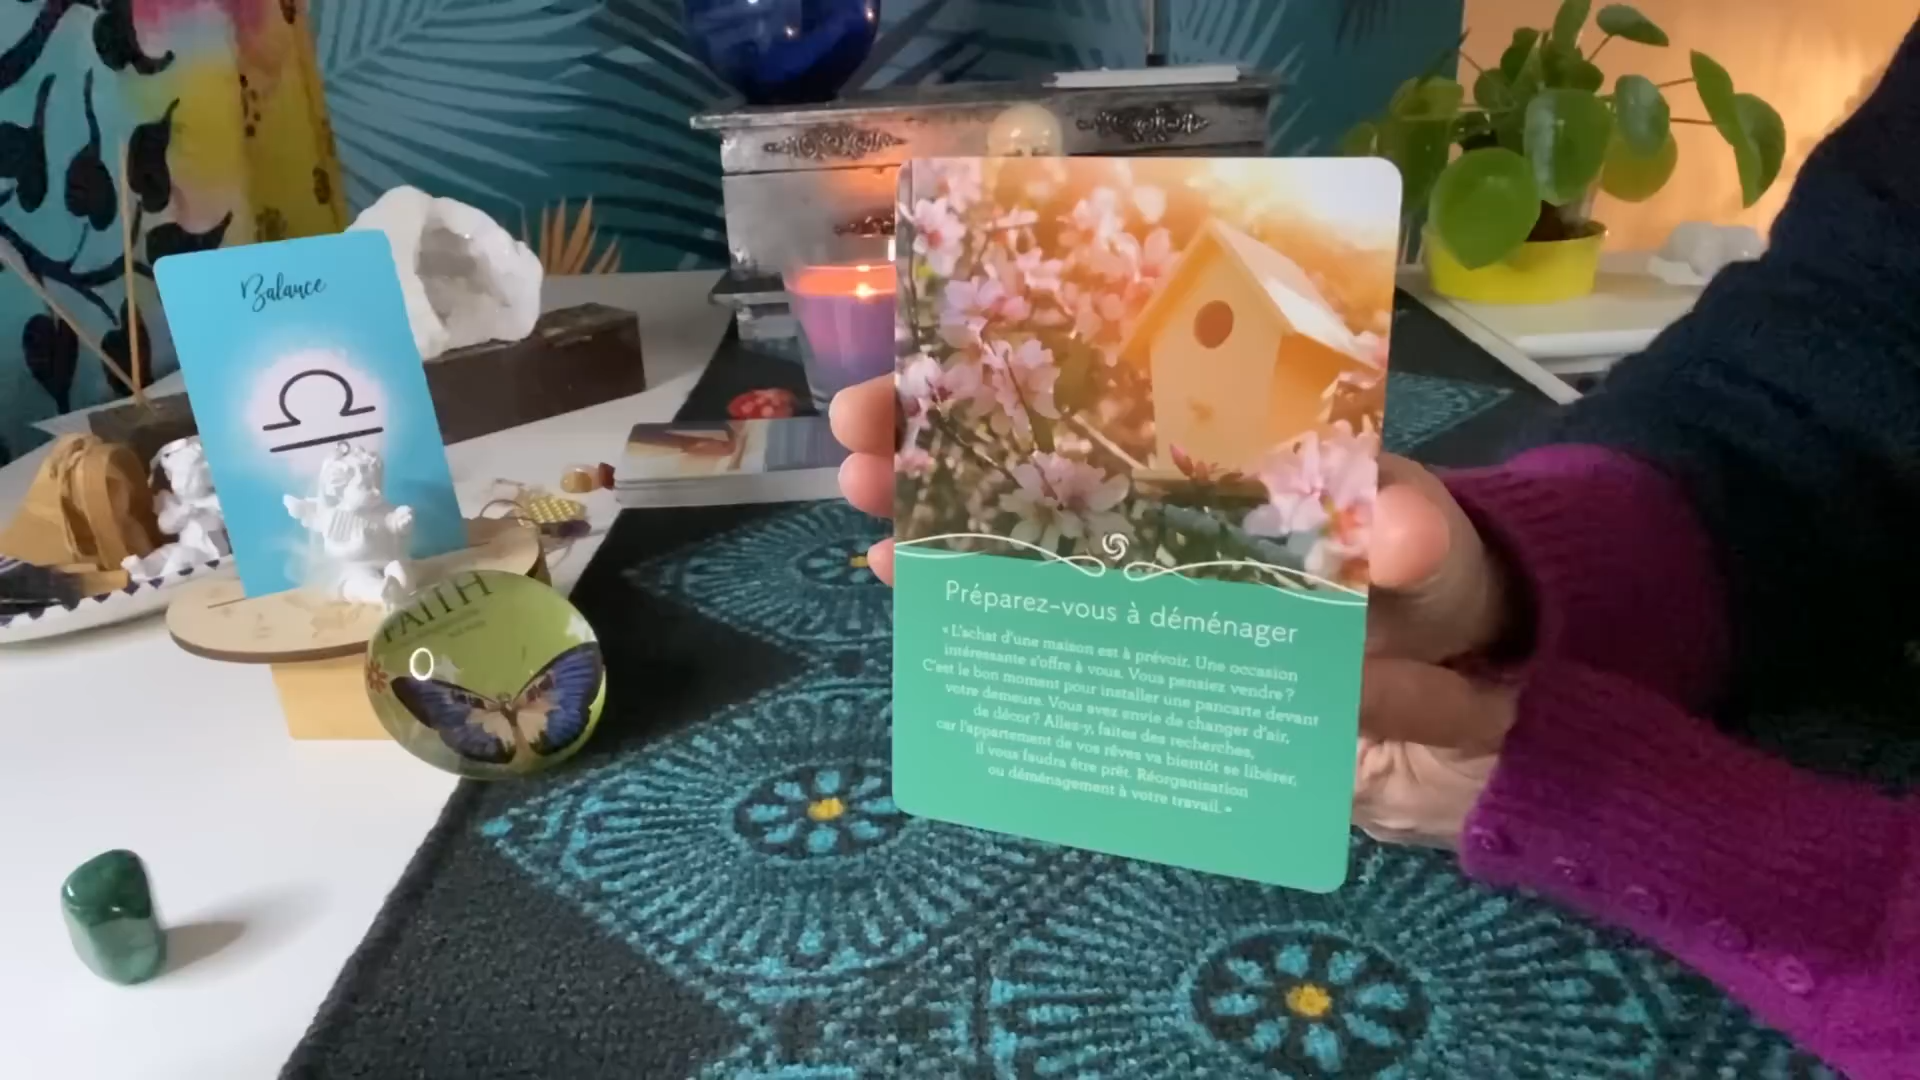 Balance
FAITH
Préparez-vous à déménager
« L'achat d'une maison est à prévoir. Une occasion
intéressante s'offre à vous. Vous pensiez vendre ?
C'est le bon moment pour installer une pancarte devant
votre demeure. Vous avez envie de changer d'air,
de décor ? Allez-y, faites des recherches,
car l'appartement de vos rêves va bientôt se libérer,
il vous faudra être prêt. Réorganisation
ou déménagement à votre travail. »